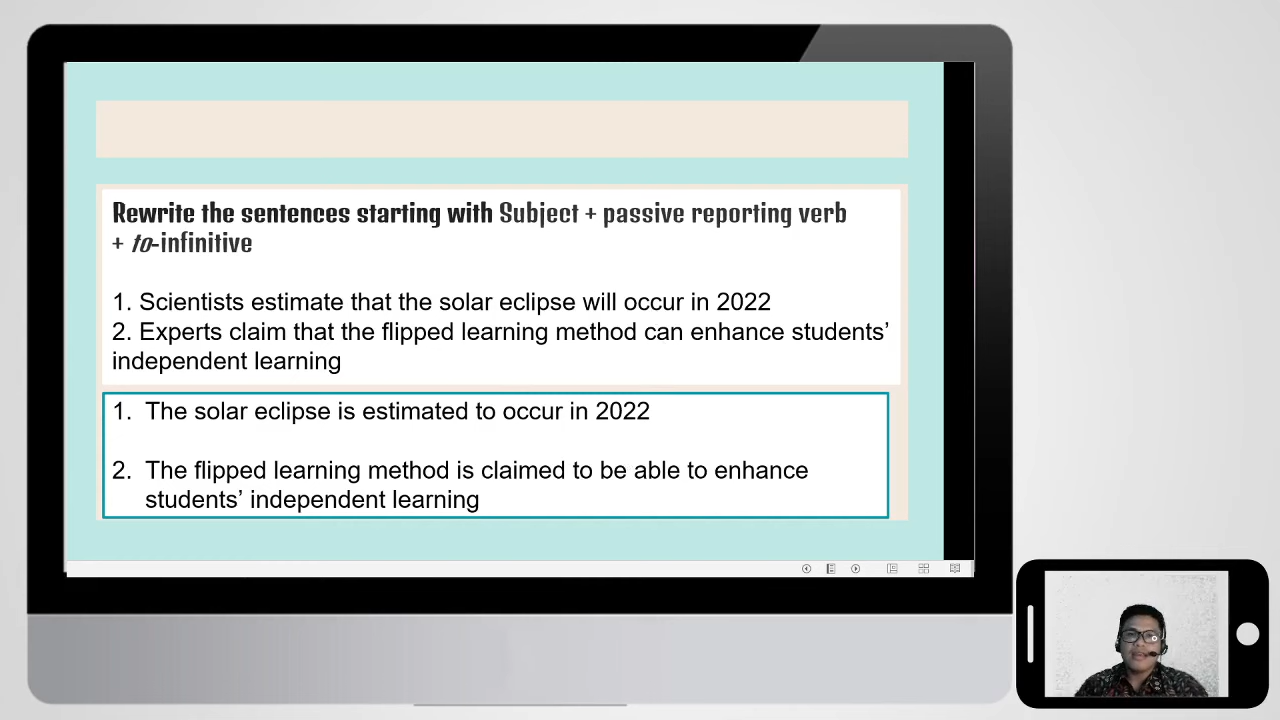 Rewrite the sentences starting with Subject + passive reporting verb
+ to-infinitive
1. Scientists estimate that the solar eclipse will occur in 2022
2. Experts claim that the flipped learning method can enhance students’
independent learning
1. The solar eclipse is estimated to occur in 2022
2. The flipped learning method is claimed to be able to enhance
students’ independent learning